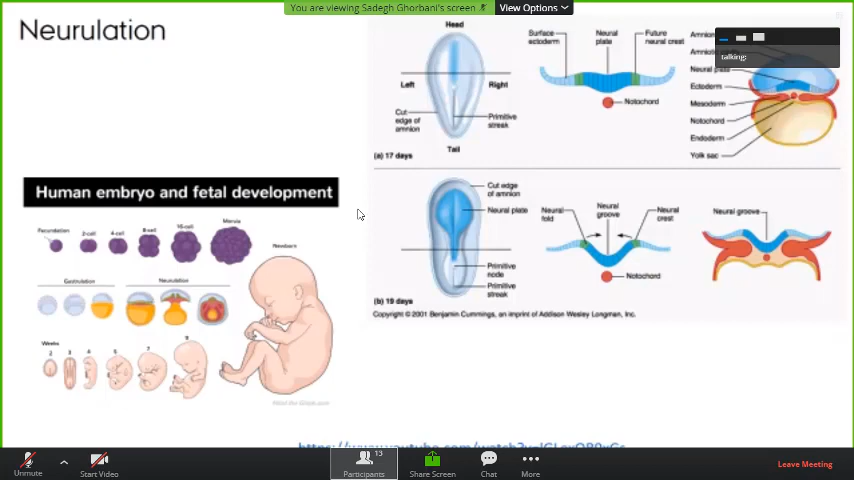 You are viewing Sadegh Ghorbani's screen
View Options
Neurulation
Head
Left
Right
Cut
edge of
amnion
Primitive
streak
Tail
(a) 17 days
Surface
ectoderm
Neural
plate
Future
neural crest
Notochord
talking:
Neural plate
Ectoderm
Mesoderm
Notochord
Endoderm
Yolk sac
Cut edge
of amnion
Neural plate
Primitive
node
Primitive
streak
(b) 19 days
Neural
fold
Neural
groove
Neural
crest
Notochord
Neural groove
Copyright © 2001 Benjamin Cummings, an imprint of Addison Wesley Longman, Inc.
Human embryo and fetal development
Fecundation
2-cell
4-cell
8-cell
16-cell
Morula
Newborn
Gastrulation
Neurulation
Weeks
2
3
4
Unmute
Start Video
13
Participants
Share Screen
Chat
More
Leave Meeting